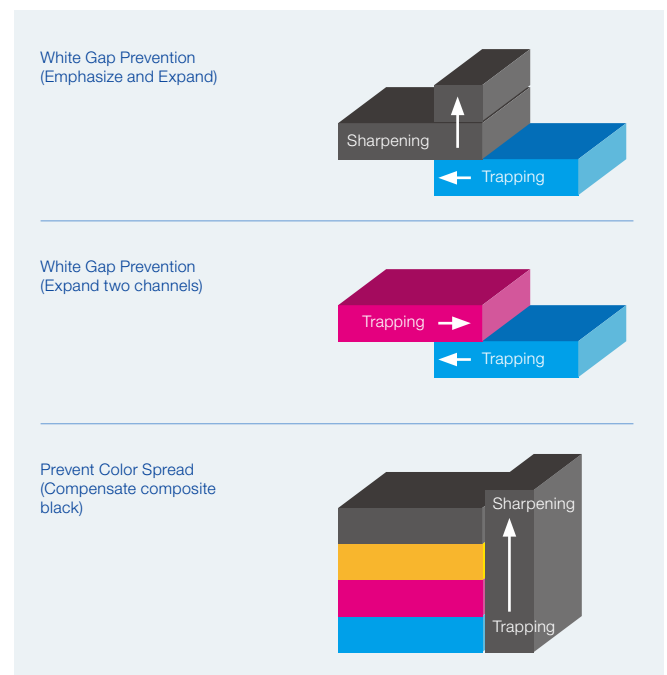 White Gap Prevention
(Emphasize and Expand)
Sharpening
Trapping
White Gap Prevention
(Expand two channels)
Trapping
Trapping
Prevent Color Spread
(Compensate composite
black)
Sharpening
Trapping